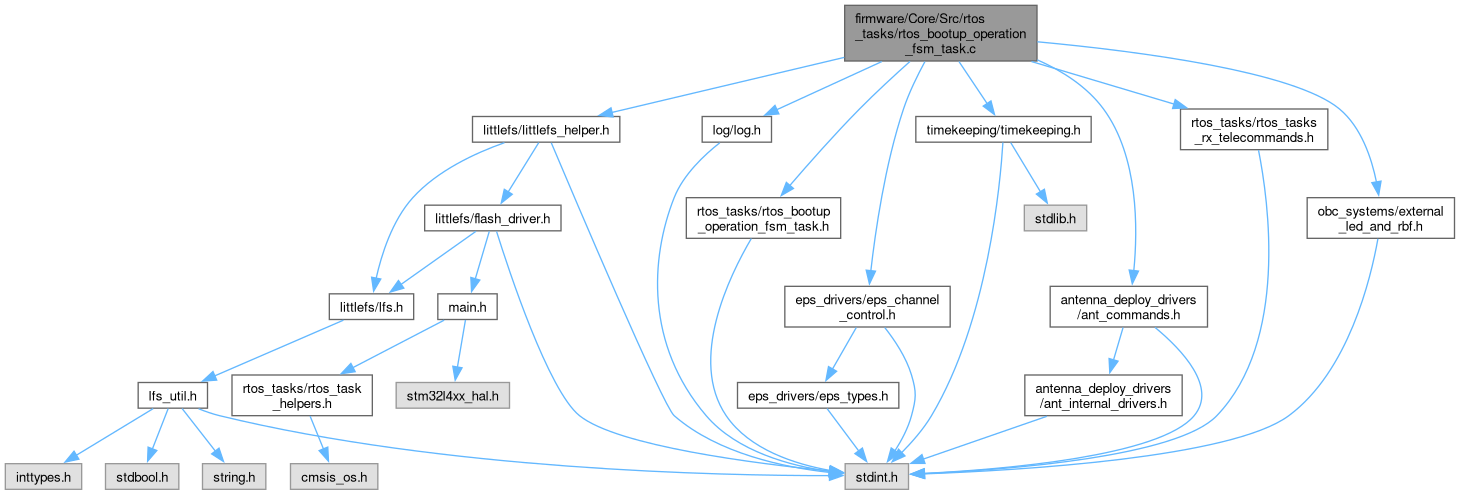 firmware/Core/Src/rtos
_tasks/rtos_bootup_operation
_fsm_task.c
littlefs/littlefs_helper.h
log/log.h
timekeeping/timekeeping.h
rtos_tasks/rtos_tasks
_rx_telecommands.h
littlefs/flash_driver.h
rtos_tasks/rtos_bootup
_operation_fsm_task.h
stdlib.h
obc_systems/external
_led_and_rbf.h
littlefs/lfs.h
main.h
eps_drivers/eps_channel
_control.h
antenna_deploy_drivers
/ant_commands.h
lfs_util.h
rtos_tasks/rtos_task
_helpers.h
stm32l4xx_hal.h
eps_drivers/eps_types.h
antenna_deploy_drivers
/ant_internal_drivers.h
inttypes.h
stdbool.h
string.h
cmsis_os.h
stdint.h